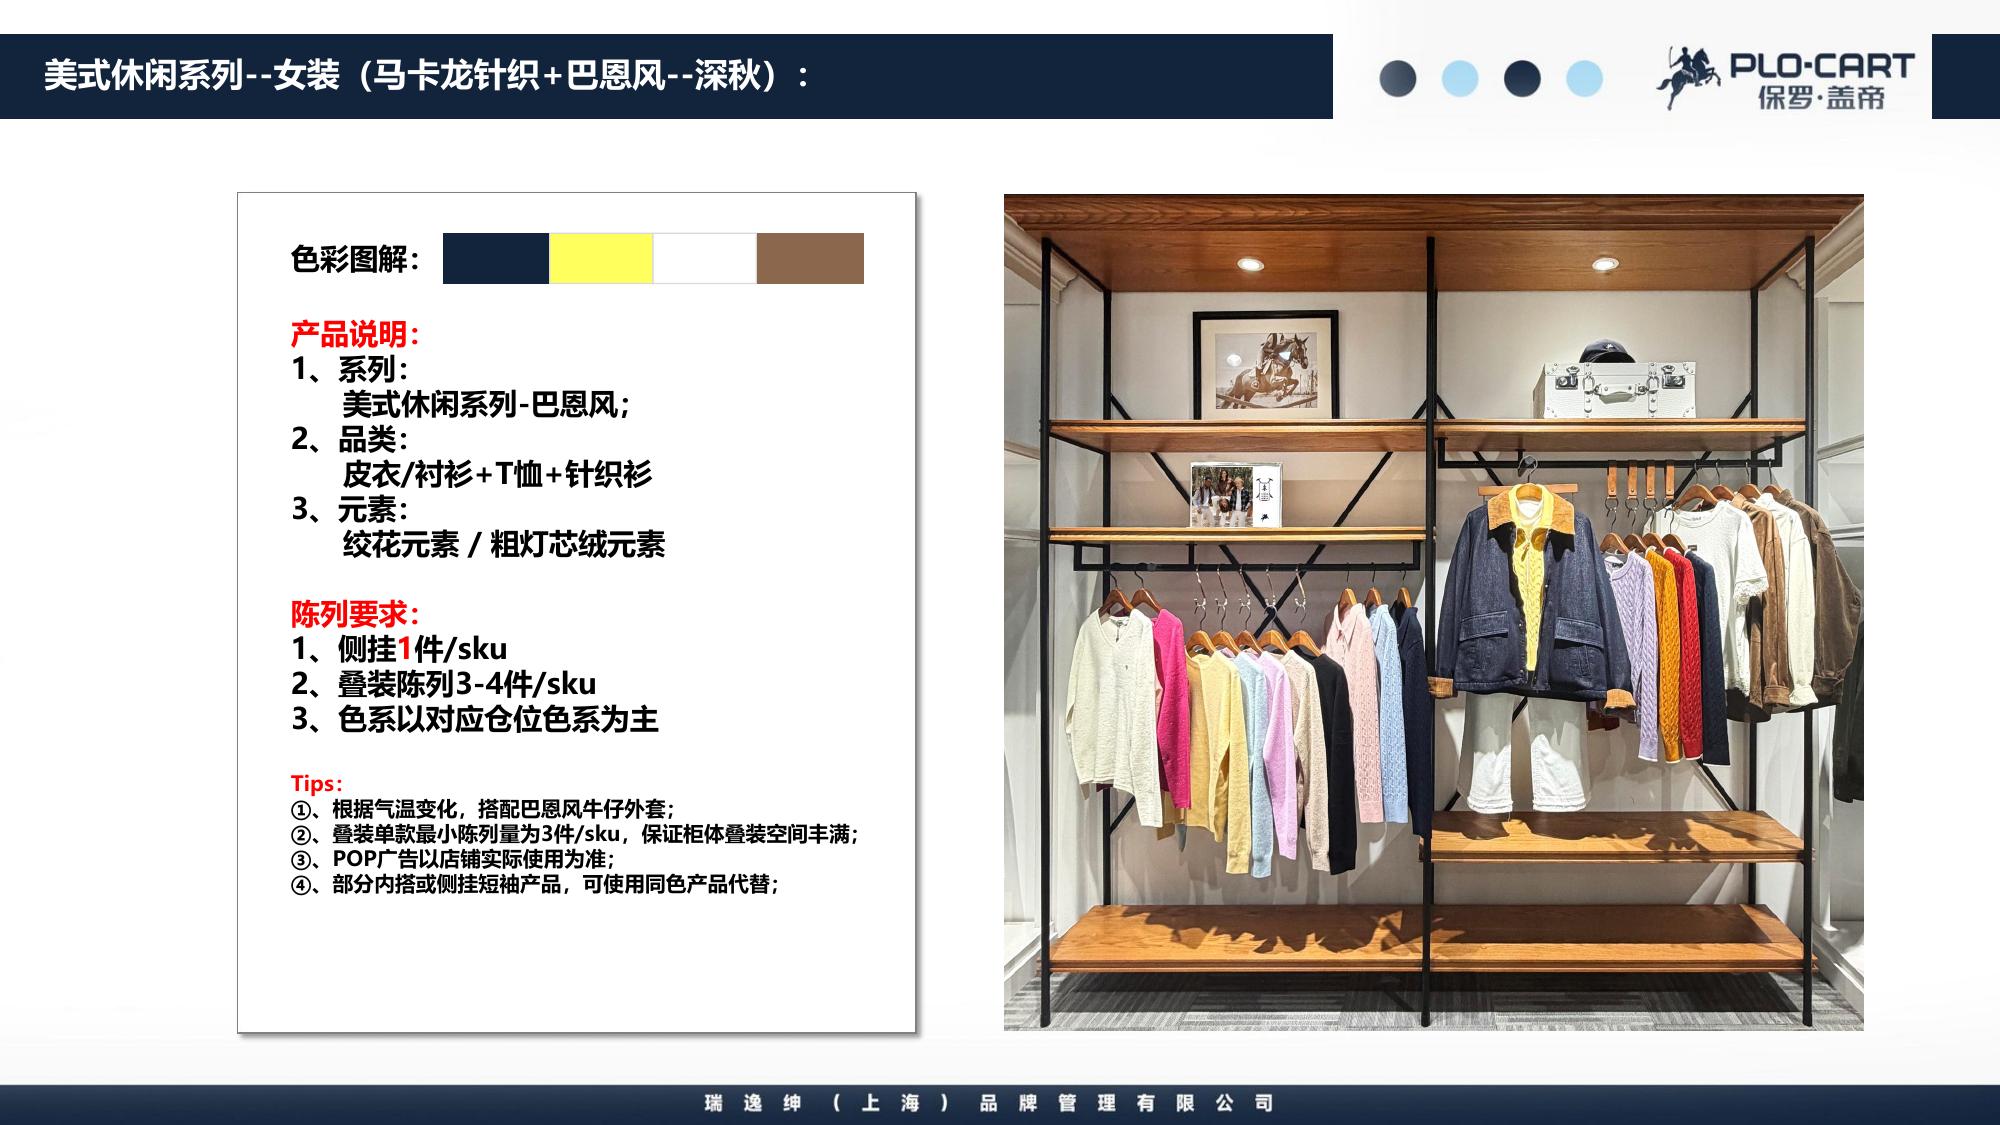 美式休闲系列--女装（马卡龙针织+巴恩风--深秋）:
PLO·CART
保罗·盖帝
色彩图解：
产品说明：
1、系列：
美式休闲系列-巴恩风；
2、品类：
皮衣/衬衫+T恤+针织衫
3、元素：
绞花元素 / 粗灯芯绒元素
陈列要求：
1、侧挂1件/sku
2、叠装陈列3-4件/sku
3、色系以对应仓位色系为主
Tips：
①、根据气温变化，搭配巴恩风牛仔外套；
②、叠装单款最小陈列量为3件/sku，保证柜体叠装空间丰满；
③、POP广告以店铺实际使用为准；
④、部分内搭或侧挂短袖产品，可使用同色产品代替；
瑞逸绅（上海）品牌管理有限公司